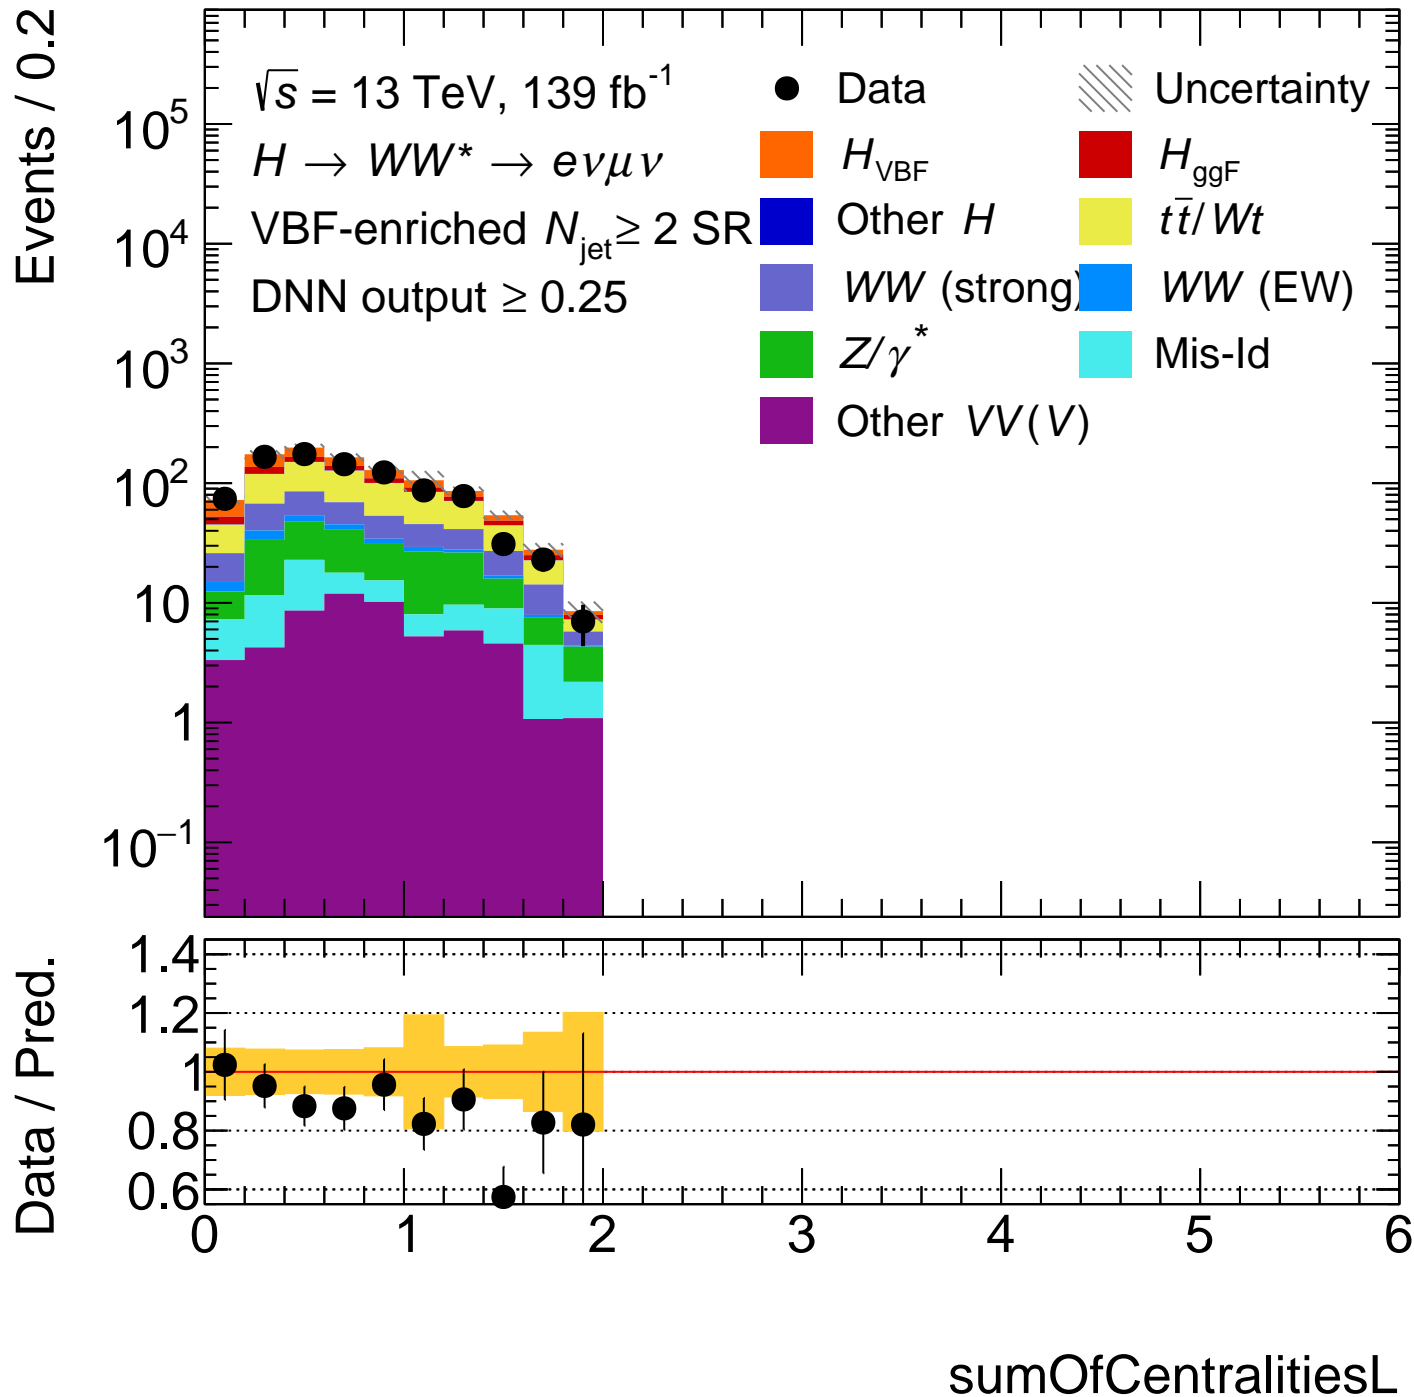 Events / 0.2
10⁵
10⁴
10³
10²
10
1
10⁻¹
√s = 13 TeV, 139 fb⁻¹
H → WW* → eνμν
VBF-enriched N_jet ≥ 2 SR
DNN output ≥ 0.25
Data
Uncertainty
H_VBF
H_ggF
Other H
tt̄/Wt
WW (strong)
WW (EW)
Z/γ*
Mis-Id
Other VV(V)
Data / Pred.
1.4
1.2
1
0.8
0.6
0 1 2 3 4 5 6
sumOfCentralitiesL